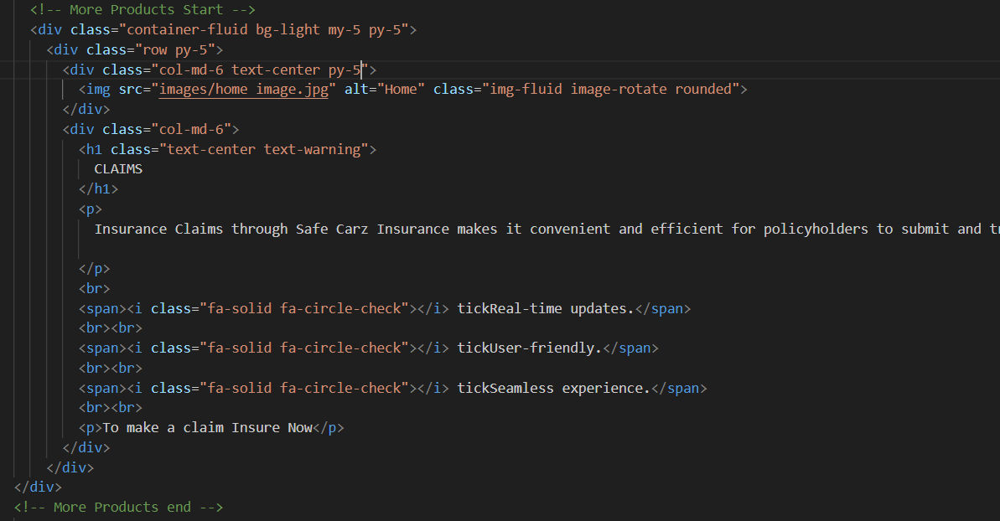 <!-- More Products Start -->
<div class="container-fluid bg-light my-5 py-5">
<div class="row py-5">
<div class="col-md-6 text-center py-5">
<img src="images/home image.jpg" alt="Home" class="img-fluid image-rotate rounded">
</div>
<div class="col-md-6">
<h1 class="text-center text-warning">
CLAIMS
</h1>
<p>
Insurance Claims through Safe Carz Insurance makes it convenient and efficient for policyholders to submit and
</p>
<br>
<span><i class="fa-solid fa-circle-check"></i> tickReal-time updates.</span>
<br><br>
<span><i class="fa-solid fa-circle-check"></i> tickUser-friendly.</span>
<br><br>
<span><i class="fa-solid fa-circle-check"></i> tickSeamless experience.</span>
<br><br>
<p>To make a claim Insure Now</p>
</div>
</div>
</div>
<!-- More Products end -->